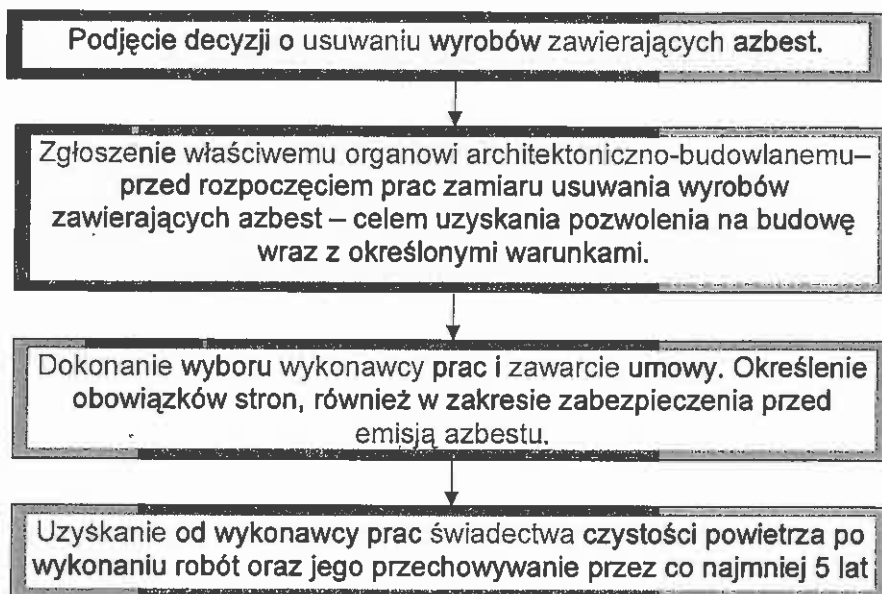 Podjęcie decyzji o usuwaniu wyrobów zawierających azbest.
Zgłoszenie właściwemu organowi architektoniczno-budowlanemu–
przed rozpoczęciem prac zamiaru usuwania wyrobów
zawierających azbest – celem uzyskania pozwolenia na budowę
wraz z określonymi warunkami.
Dokonanie wyboru wykonawcy prac i zawarcie umowy. Określenie
obowiązków stron, również w zakresie zabezpieczenia przed
emisją azbestu.
Uzyskanie od wykonawcy prac świadectwa czystości powietrza po
wykonaniu robót oraz jego przechowywanie przez co najmniej 5 lat